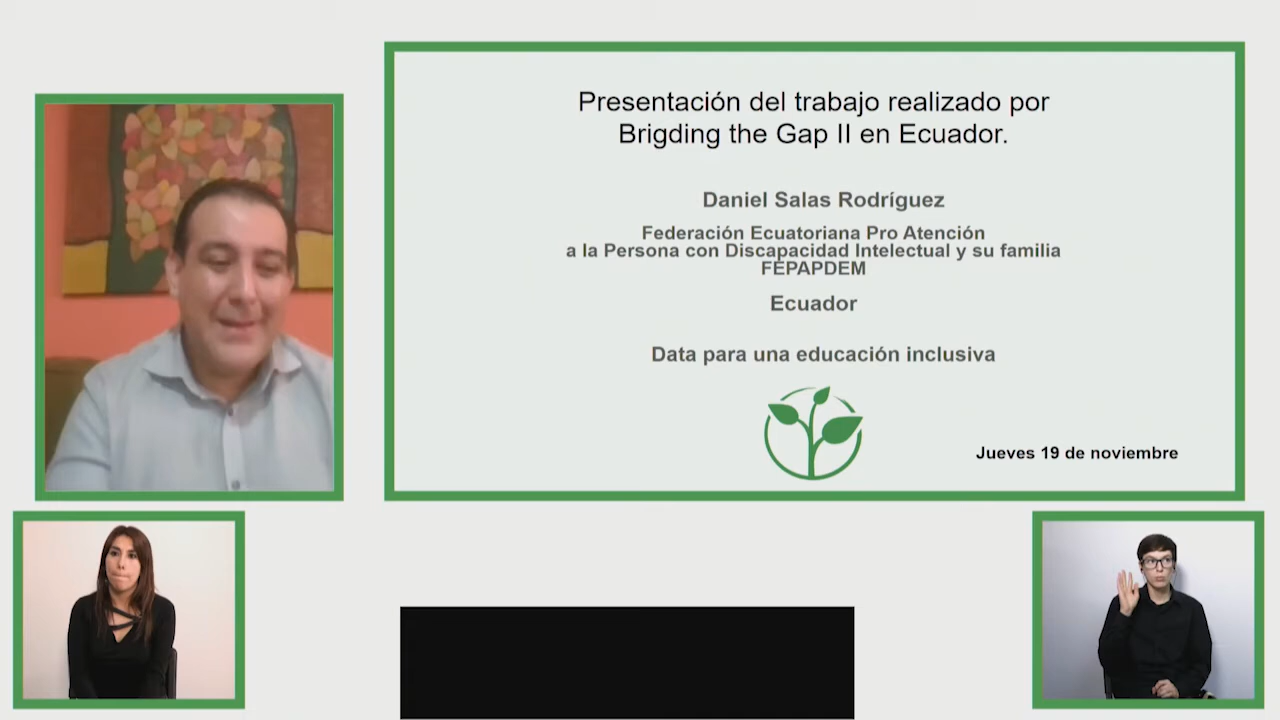 Presentación del trabajo realizado por
Brigding the Gap II en Ecuador.
Daniel Salas Rodríguez
Federación Ecuatoriana Pro Atención
a la Persona con Discapacidad Intelectual y su familia
FEPAPDEM
Ecuador
Data para una educación inclusiva
Jueves 19 de noviembre